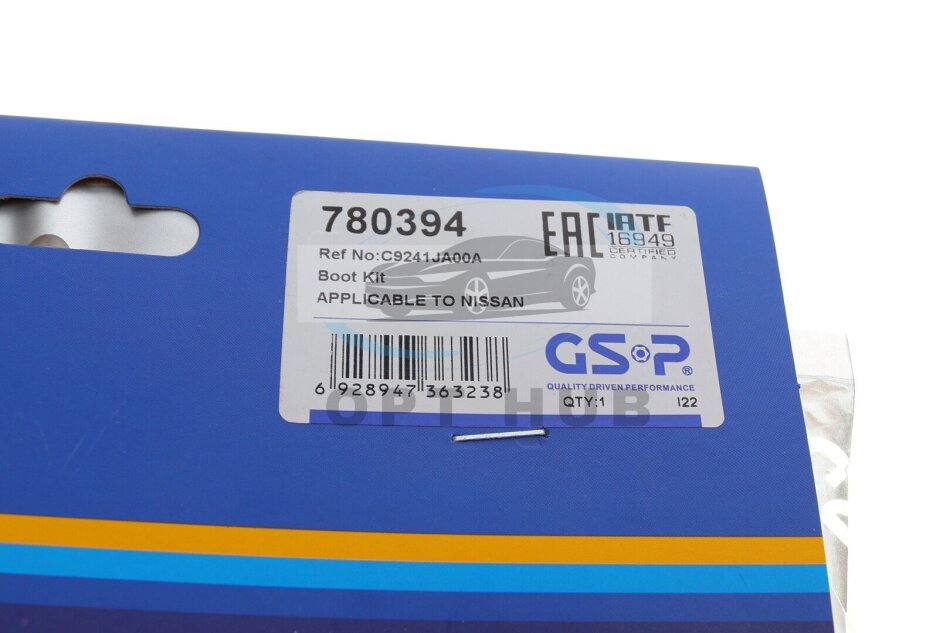 780394
EAC IATF
16949
CERTIFIED
COMPANY
Ref No:C9241JA00A
Boot Kit
APPLICABLE TO NISSAN
6 928947 363238
GSP®
QUALITY DRIVEN PERFORMANCE
QTY:1 I22
OPT HUB